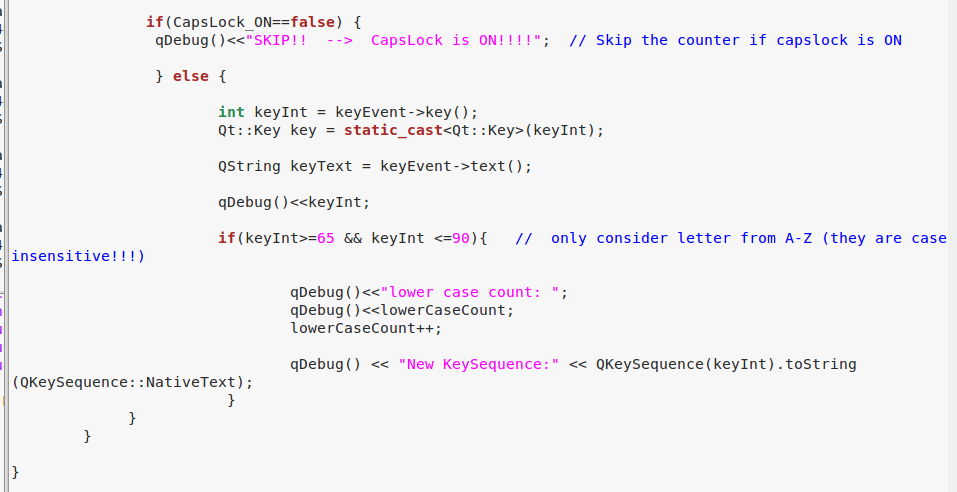 if(CapsLock_ON==false) {
qDebug()<<"SKIP!!  -->  CapsLock is ON!!!!";  // Skip the counter if capslock is ON
} else {
int keyInt = keyEvent->key();
Qt::Key key = static_cast<Qt::Key>(keyInt);
QString keyText = keyEvent->text();
qDebug()<<keyInt;
if(keyInt>=65 && keyInt <=90){   //  only consider letter from A-Z (they are case
insensitive!!!)
qDebug()<<"lower case count: ";
qDebug()<<lowerCaseCount;
lowerCaseCount++;
qDebug() << "New KeySequence:" << QKeySequence(keyInt).toString
(QKeySequence::NativeText);
}
}
}
}